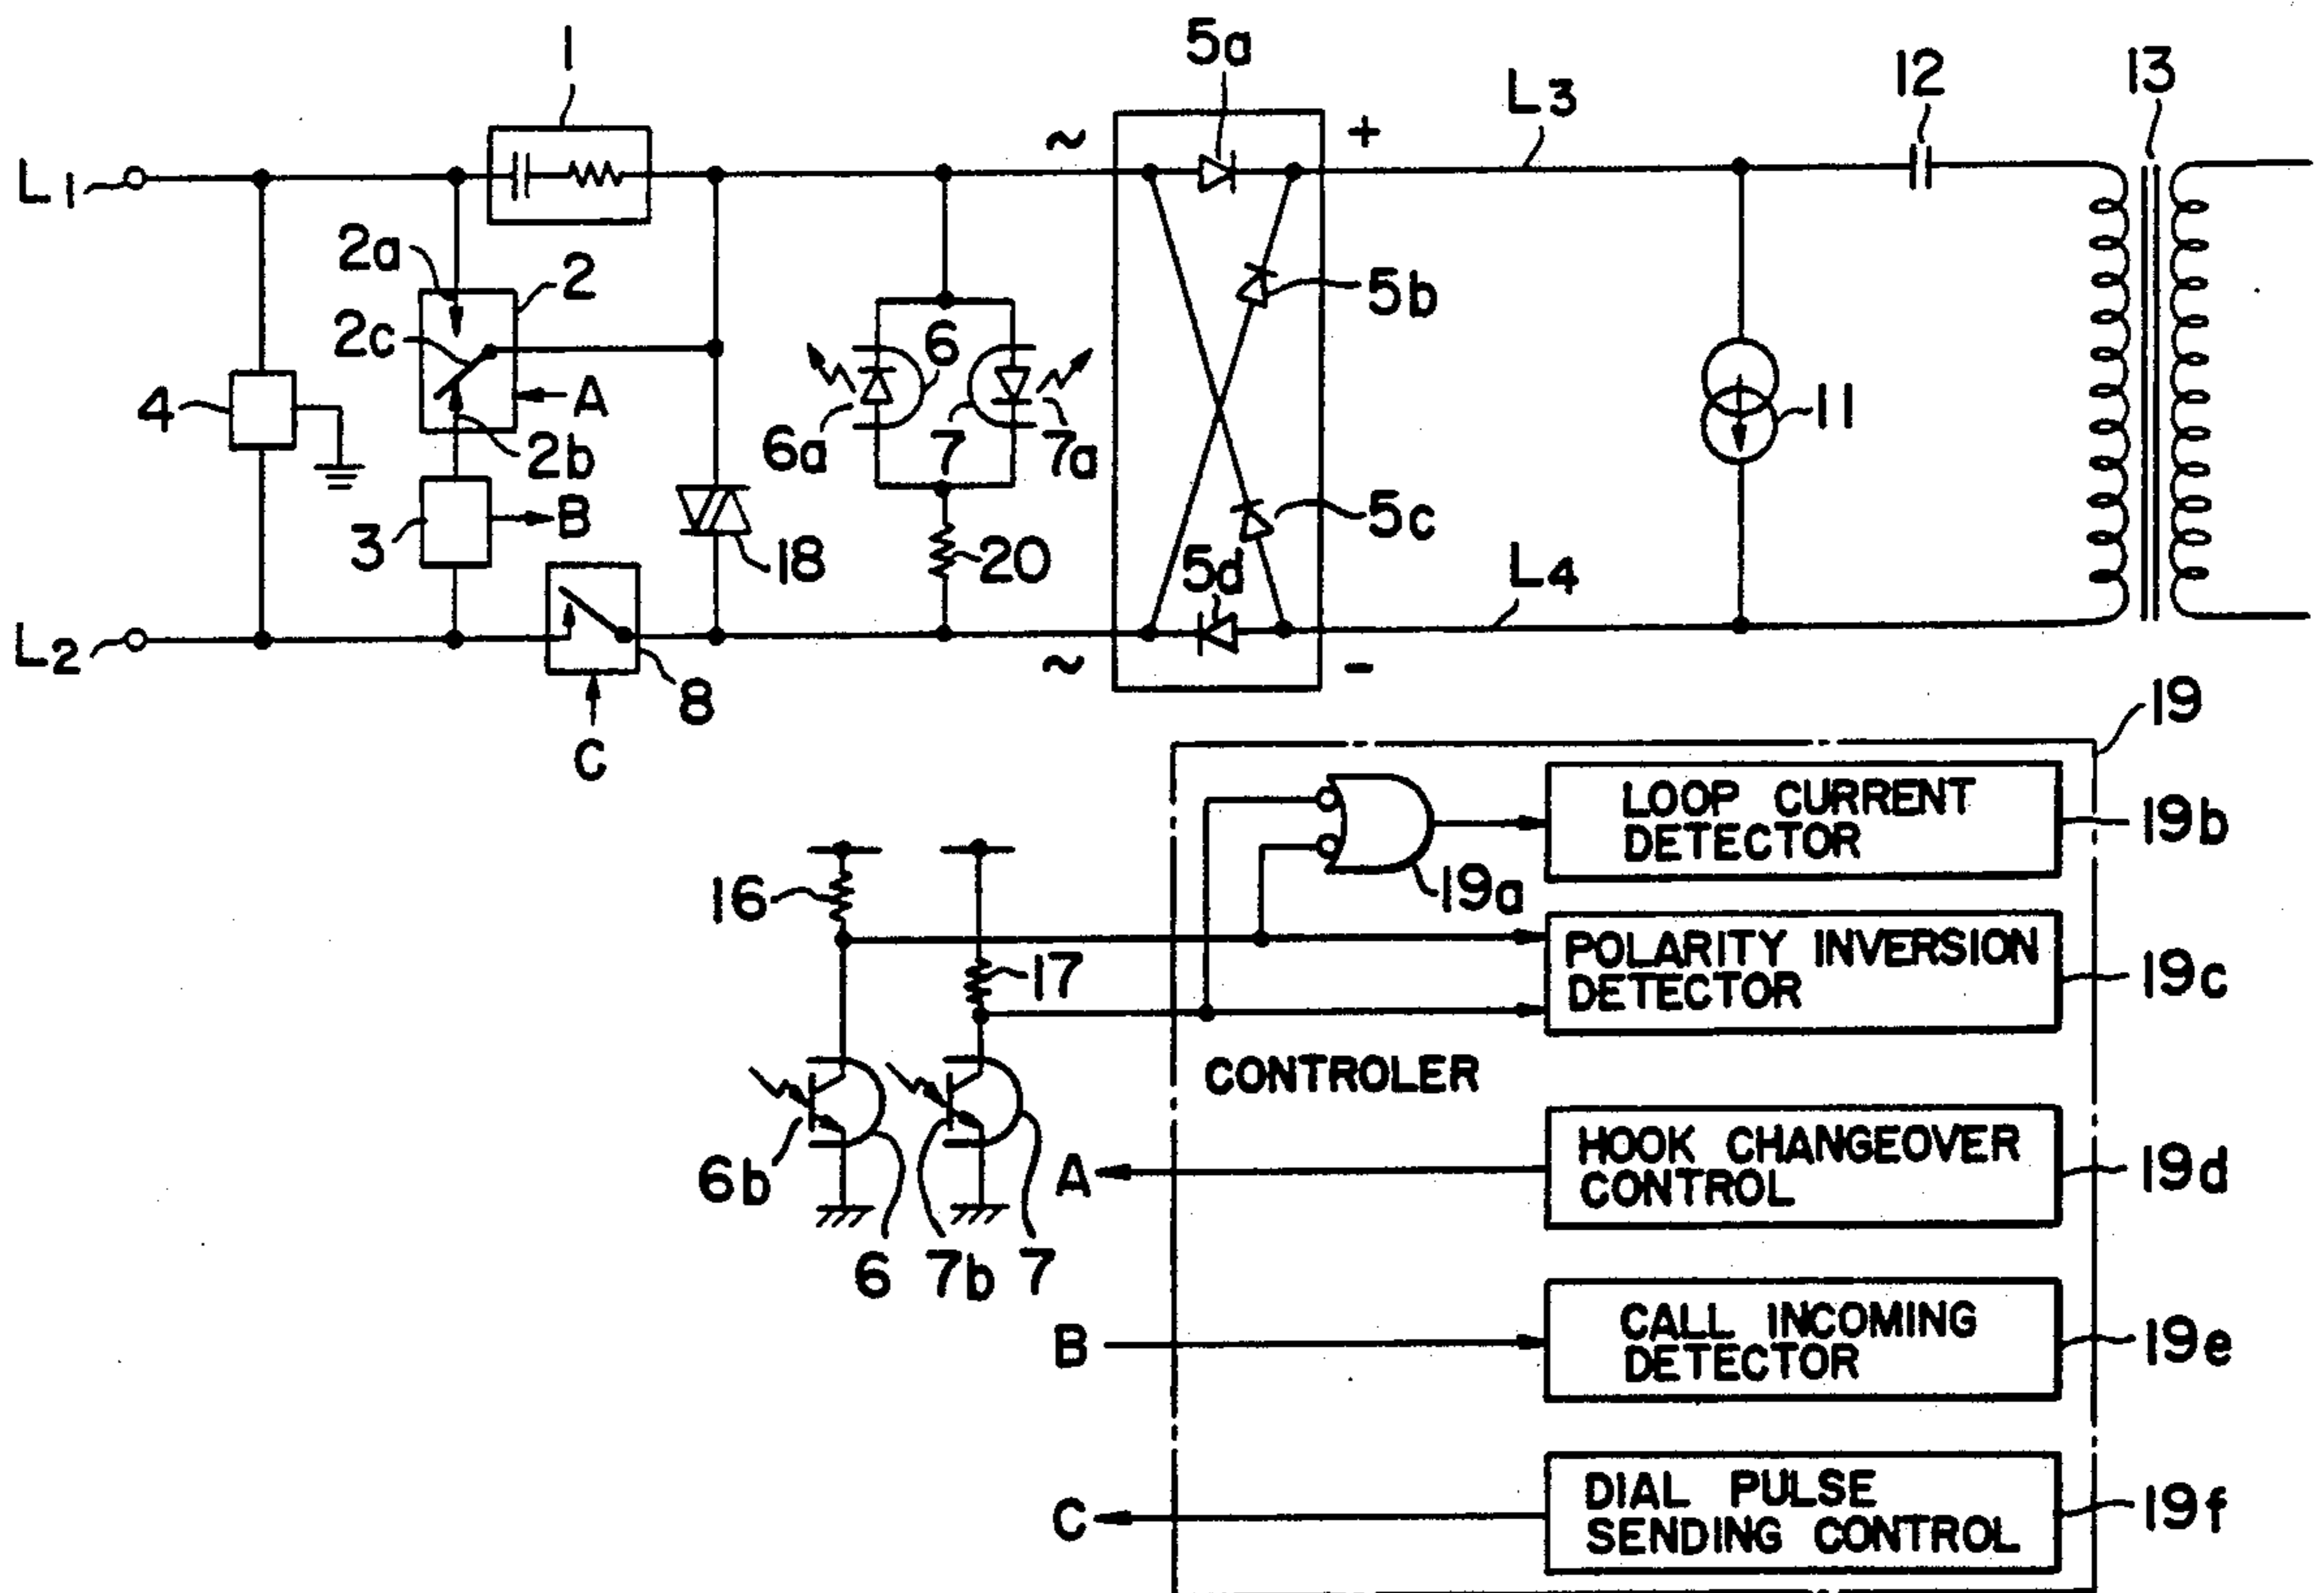 1
5a
L3
12
13
~
+
L1
2a
2
2c
A
4
2b
3
B
6
6a
7
7a
5b
11
5c
18
20
5d
L4
L2
~
-
8
C
19
LOOP CURRENT
DETECTOR
19b
16
19a
POLARITY INVERSION
DETECTOR
19c
17
CONTROLER
6b
6
7b
7
A
HOOK CHANGEOVER
CONTROL
19d
B
CALL INCOMING
DETECTOR
19e
C
DIAL PULSE
SENDING CONTROL
19f